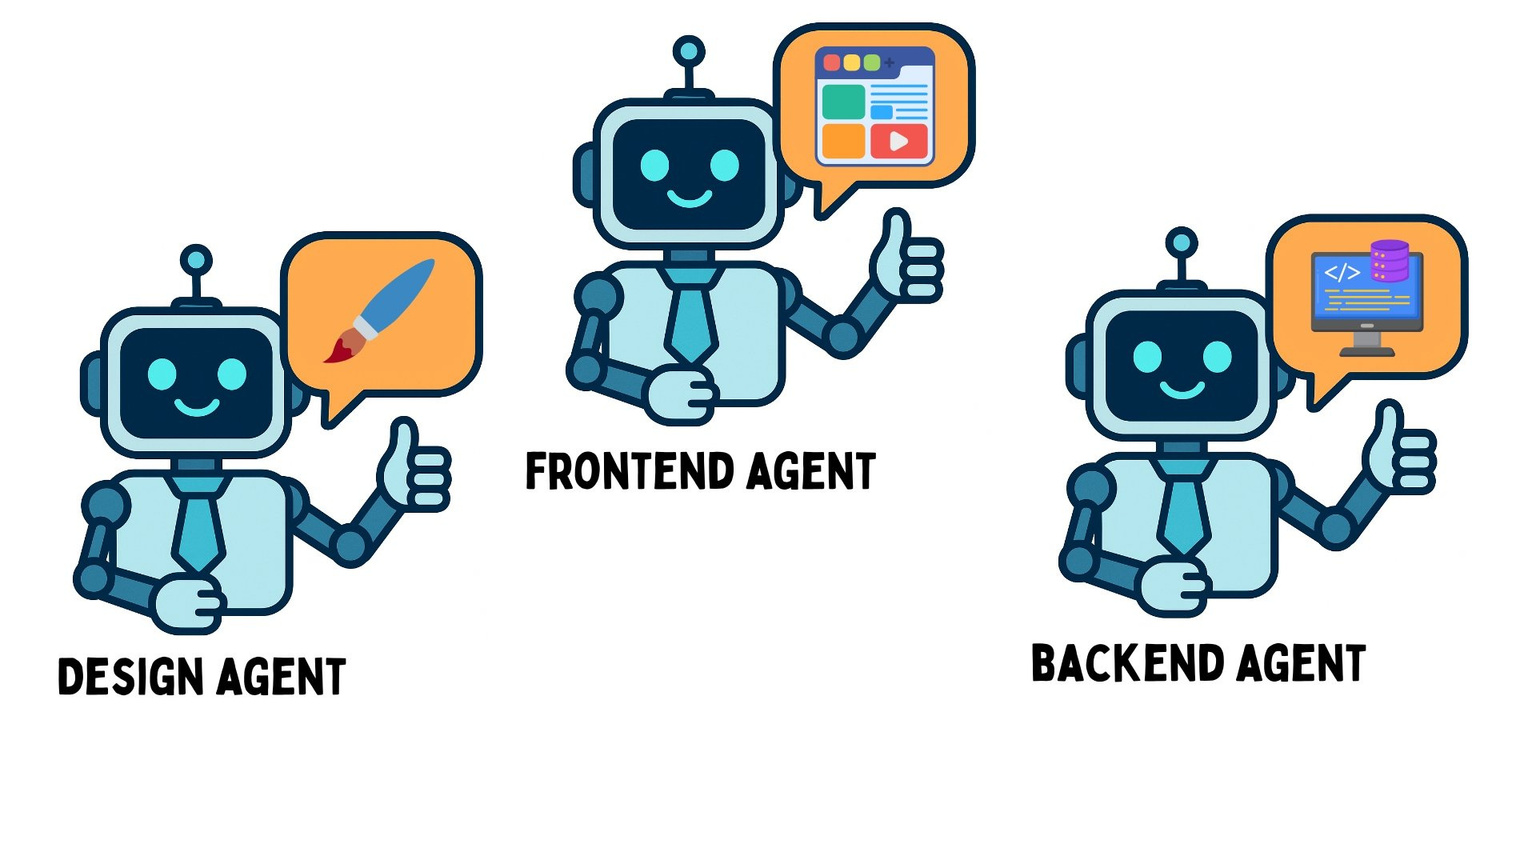 DESIGN AGENT
FRONTEND AGENT
</>
BACKEND AGENT